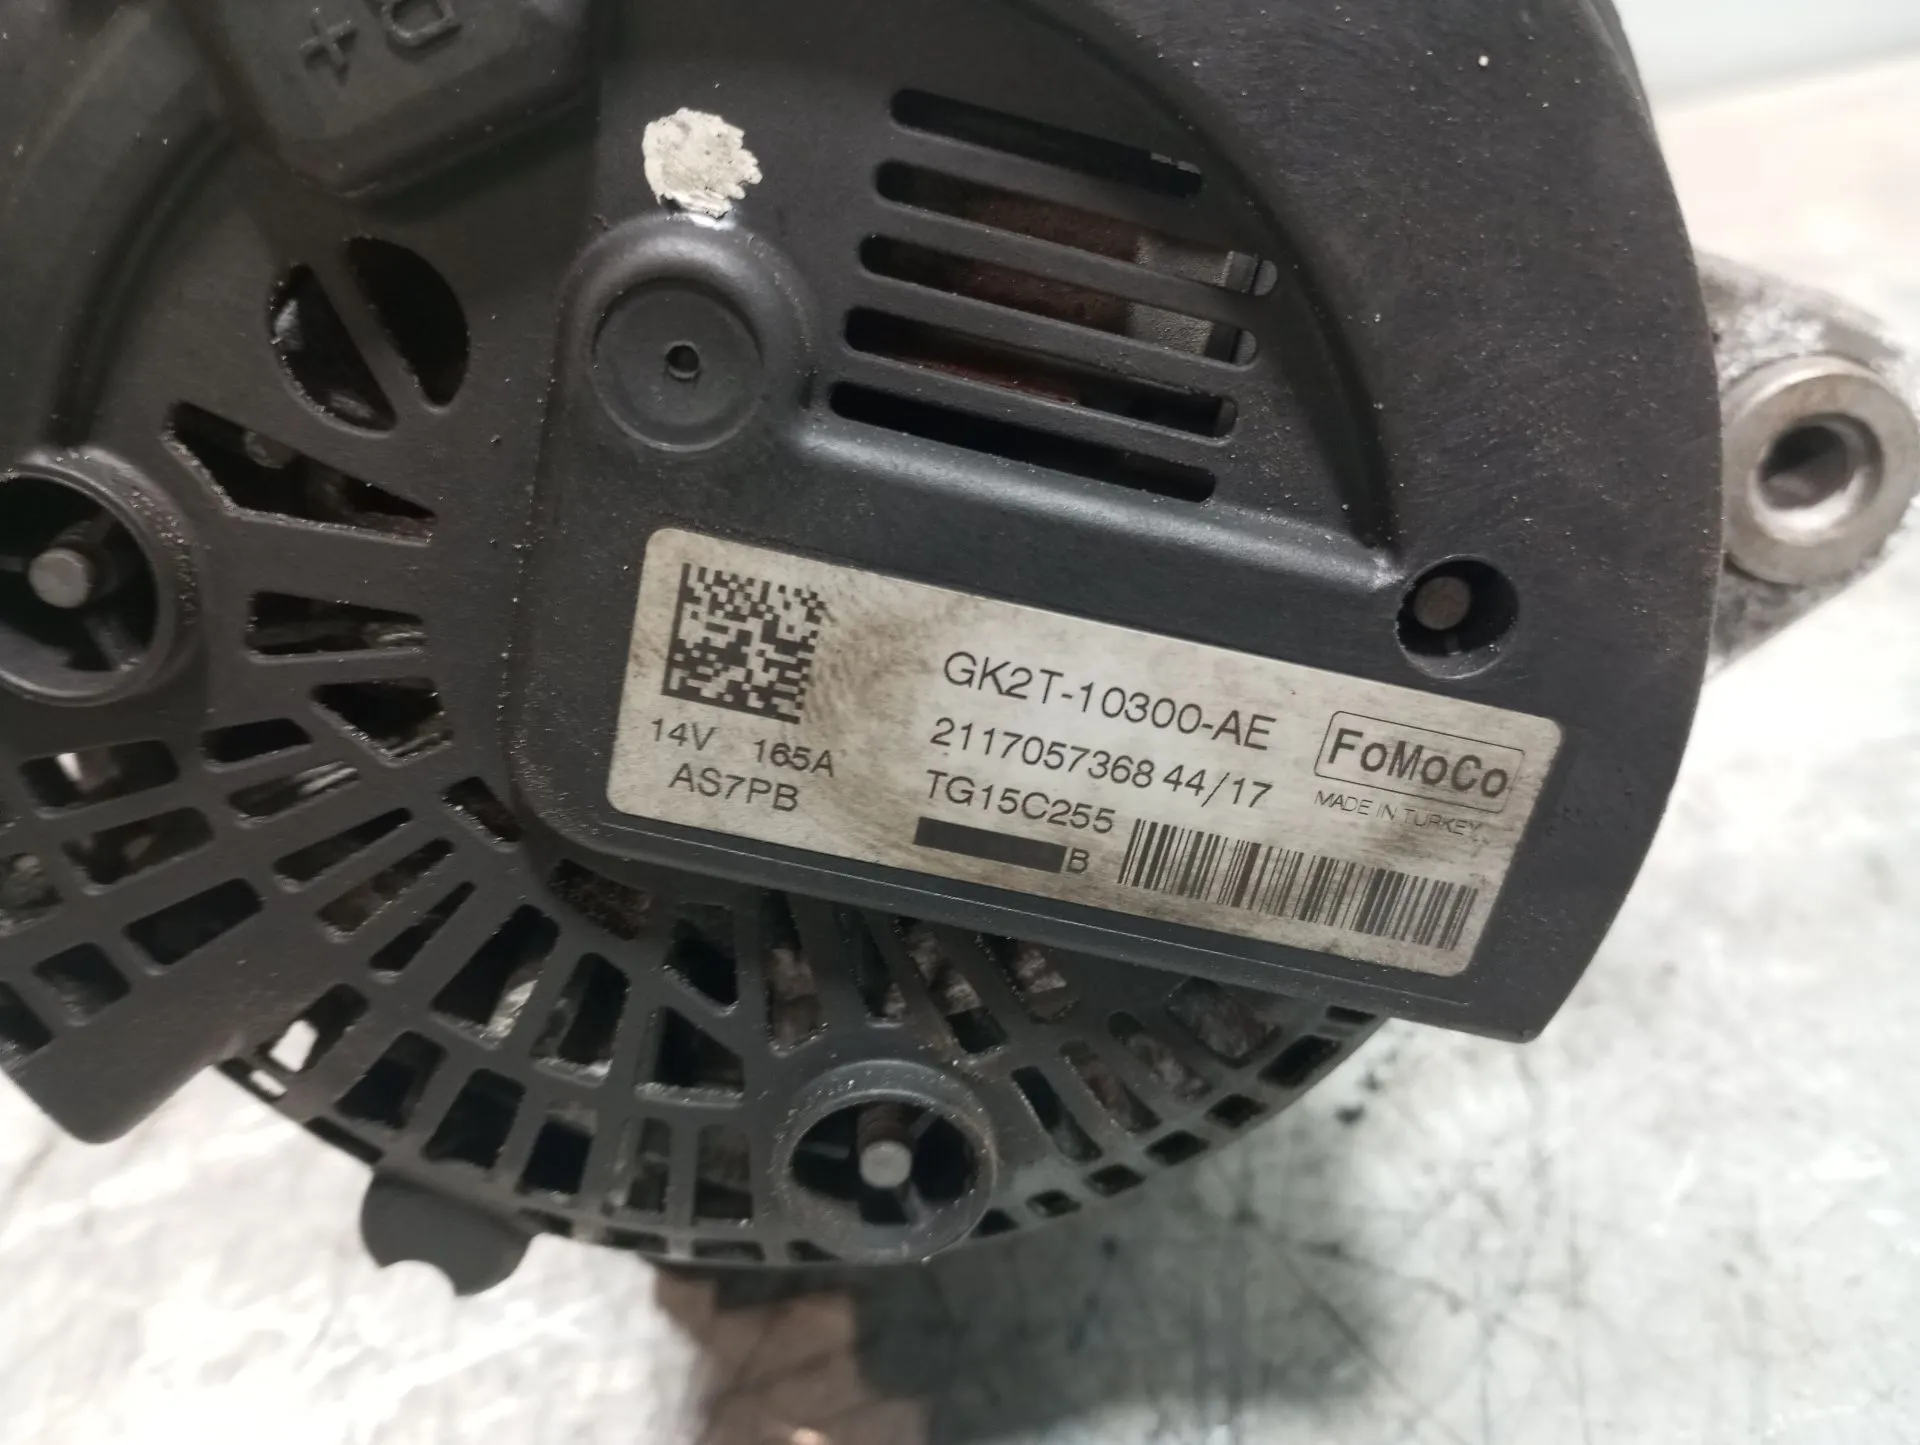 D+
GK2T-10300-AE
2117057368 44/17
TG15C255
B
14V 165A
AS7PB
FoMoCo
MADE IN TURKEY